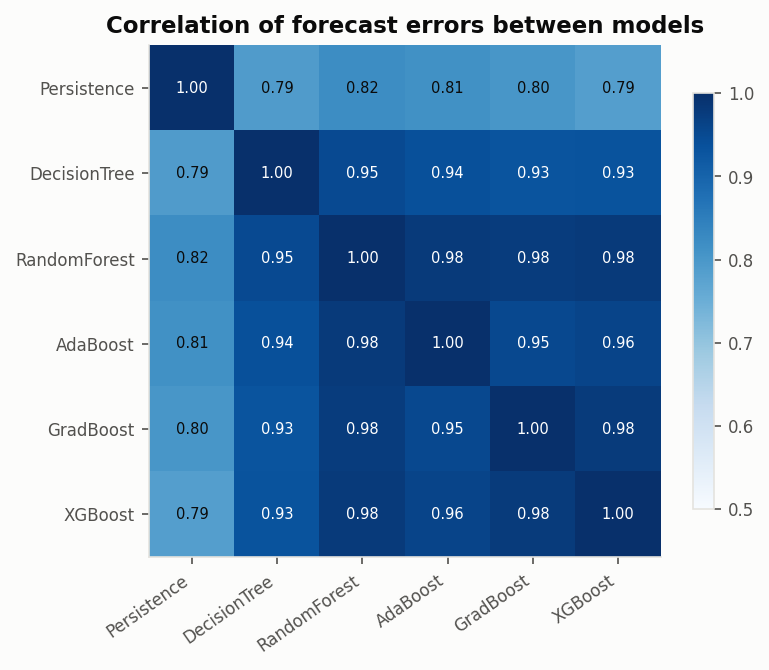 Correlation of forecast errors between models
Persistence 1.00 0.79 0.82 0.81 0.80 0.79
DecisionTree 0.79 1.00 0.95 0.94 0.93 0.93
RandomForest 0.82 0.95 1.00 0.98 0.98 0.98
AdaBoost 0.81 0.94 0.98 1.00 0.95 0.96
GradBoost 0.80 0.93 0.98 0.95 1.00 0.98
XGBoost 0.79 0.93 0.98 0.96 0.98 1.00
Persistence DecisionTree RandomForest AdaBoost GradBoost XGBoost
1.0
0.9
0.8
0.7
0.6
0.5